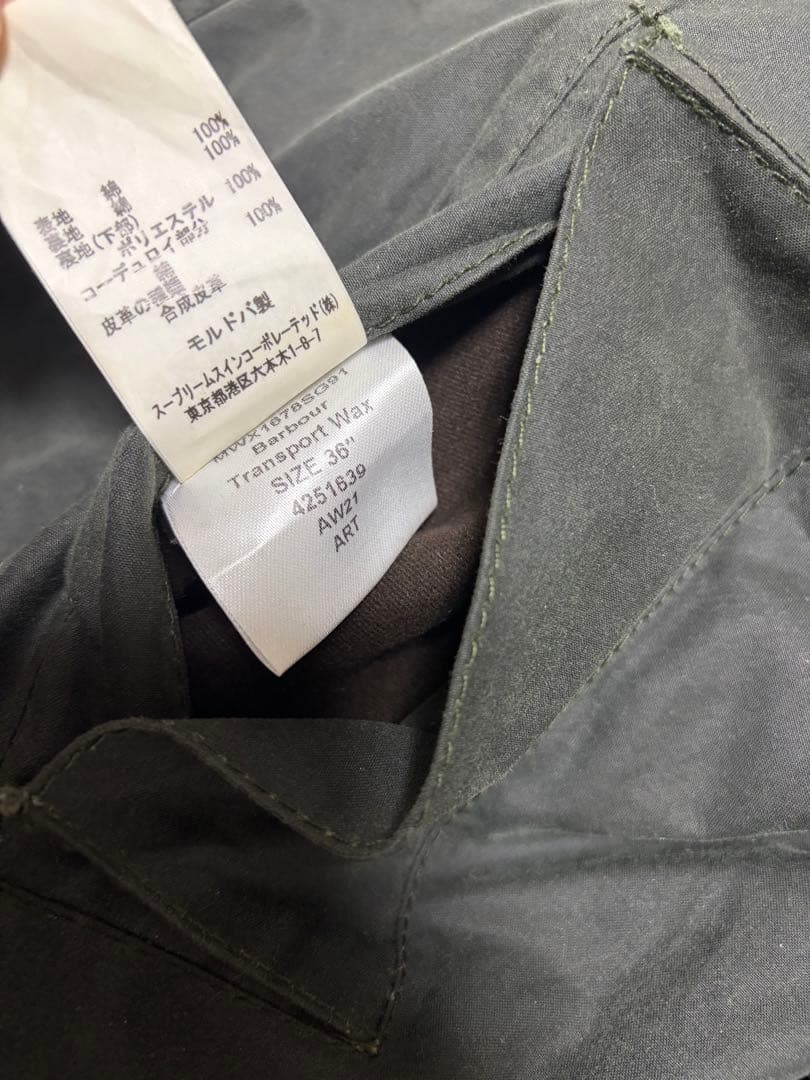 表地 綿 100%
裏地 綿 100%
裏地(下部)
ポリエステル 100%
コーデュロイ部分
綿 100%
皮革の種類
合成皮革
モルドバ製
スープリームスインコーポレーテッド(株)
東京都港区六本木1-8-7
MWX1678SG91
Barbour
Transport Wax
SIZE 36"
4251639
AW21
ART